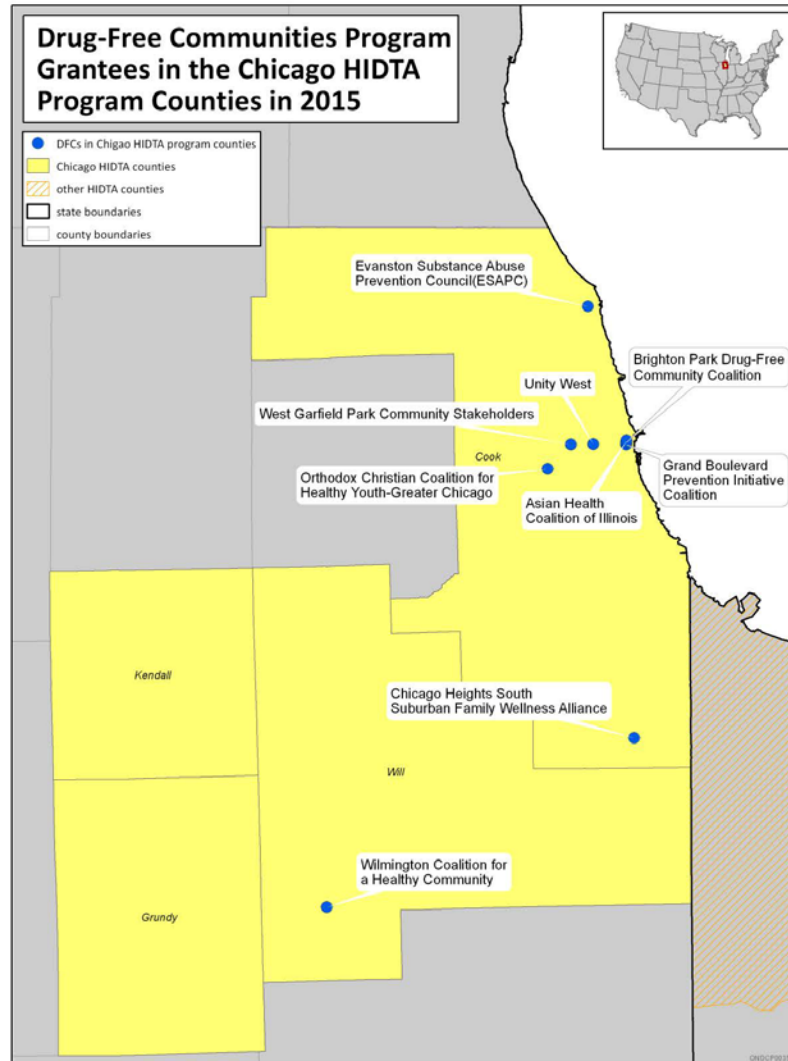 Drug-Free Communities Program
Grantees in the Chicago HIDTA
Program Counties in 2015
DFCs in Chigao HIDTA program counties
Chicago HIDTA counties
other HIDTA counties
state boundaries
county boundaries
Evanston Substance Abuse
Prevention Council(ESAPC)
Brighton Park Drug-Free
Community Coalition
Unity West
West Garfield Park Community Stakeholders
Cook
Grand Boulevard
Prevention Initiative
Coalition
Orthodox Christian Coalition for
Healthy Youth-Greater Chicago
Asian Health
Coalition of Illinois
Kendall
Chicago Heights South
Suburban Family Wellness Alliance
Will
Wilmington Coalition for
a Healthy Community
Grundy